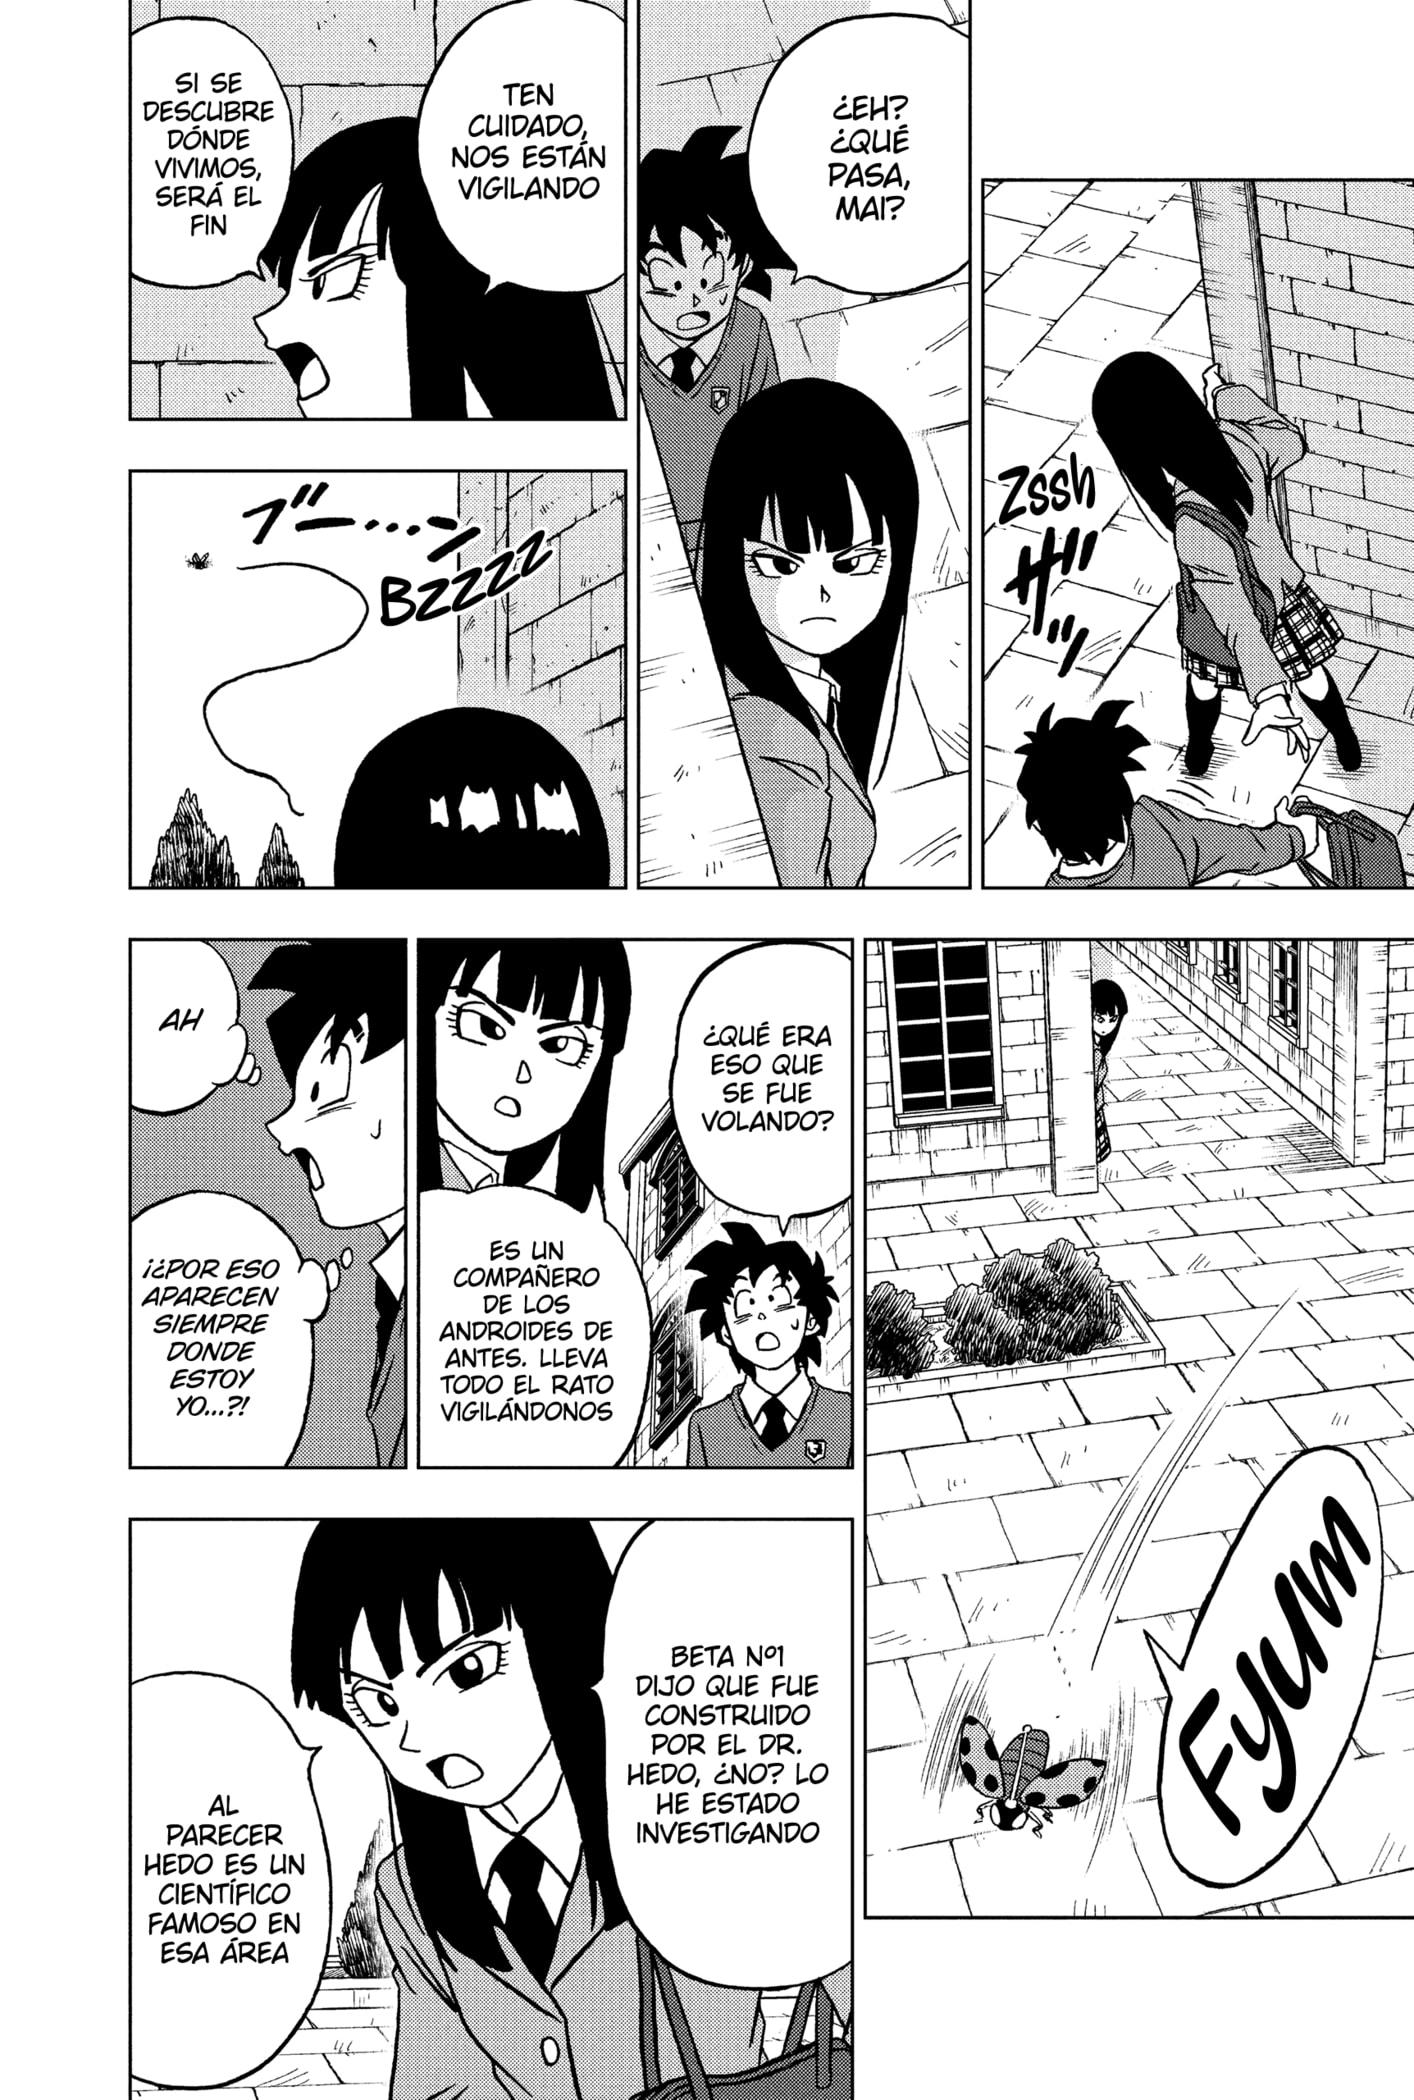 Zssh
ザッ
¿EH?
¿QUÉ
PASA,
MAI?
TEN
CUIDADO,
NOS ESTÁN
VIGILANDO
SI SE
DESCUBRE
DÓNDE
VIVIMOS,
SERÁ EL
FIN
ブー…ン
BZZZZ
FYUM
¿QUÉ ERA
ESO QUE
SE FUE
VOLANDO?
ES UN
COMPAÑERO
DE LOS
ANDROIDES DE
ANTES. LLEVA
TODO EL RATO
VIGILÁNDONOS
AH
¡¿POR ESO
APARECEN
SIEMPRE
DONDE
ESTOY
YO...?!
BETA Nº1
DIJO QUE FUE
CONSTRUIDO
POR EL DR.
HEDO, ¿NO? LO
HE ESTADO
INVESTIGANDO
AL
PARECER
HEDO ES UN
CIENTÍFICO
FAMOSO EN
ESA ÁREA